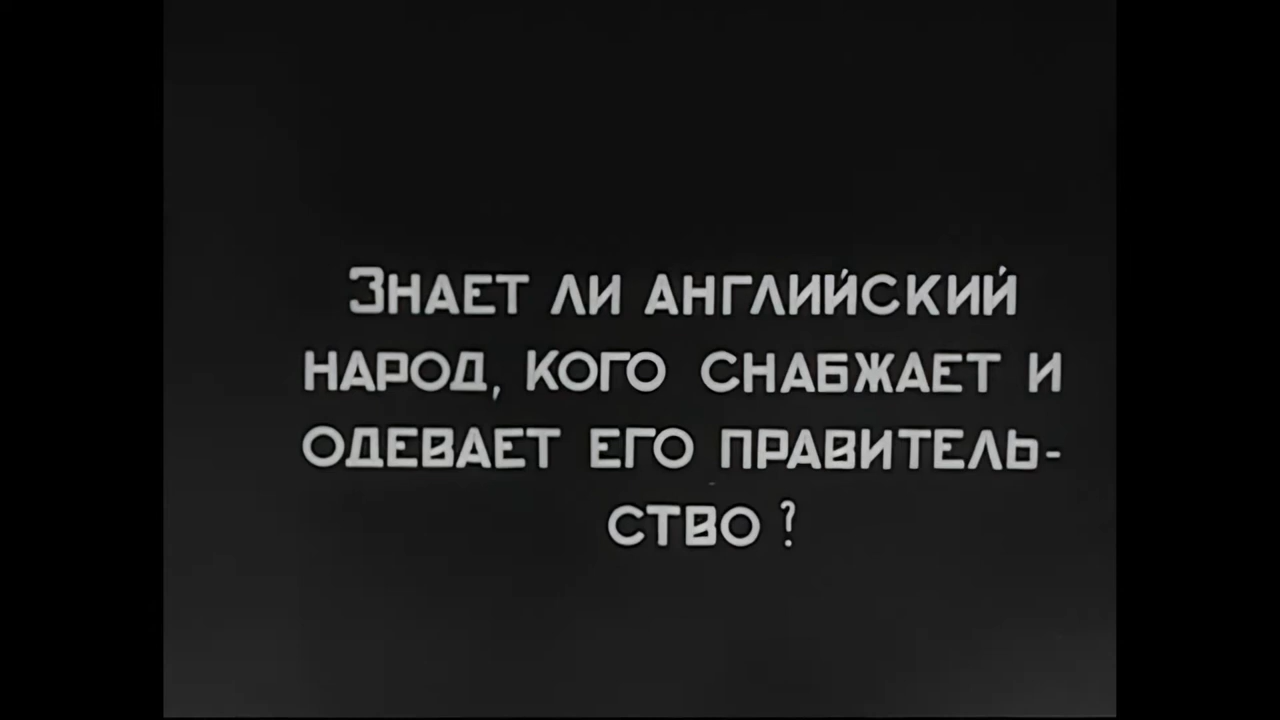 Знает ли английский
народ, кого снабжает и
одевает его правитель-
ство?